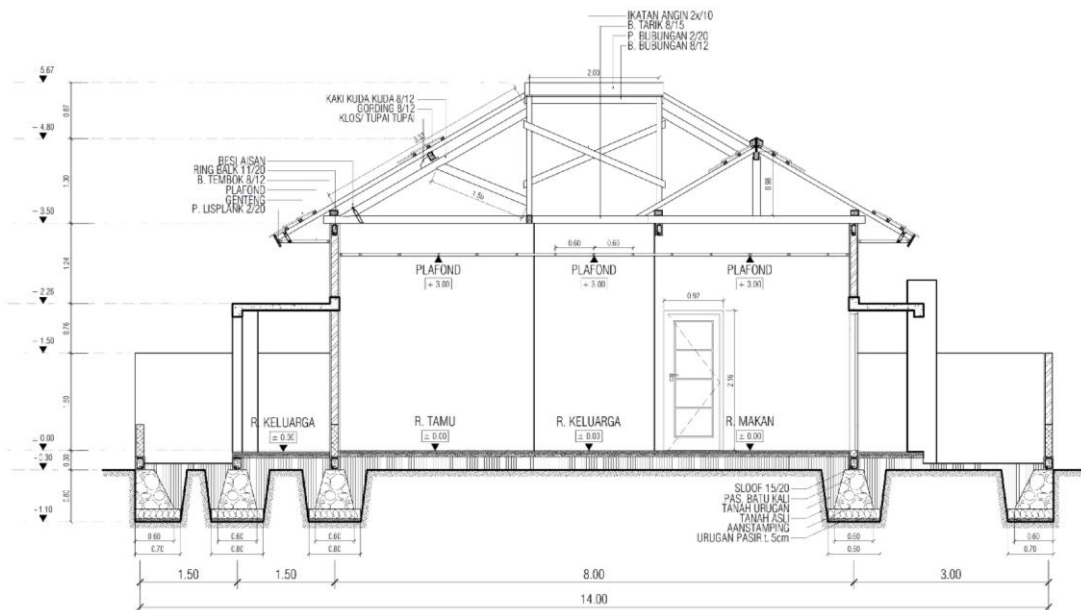 IKATAN ANGIN 2x/10
B. TARIK 8/15
P. BUBUNGAN 2/20
B. BUBUNGAN 8/12
2.00
KAKI KUDA KUDA 8/12
GORDING 8/12
KLOS/ TUPAI TUPAI
BESI AISAN
RING BALK 11/20
B. TEMBOK 8/12
PLAFOND
GENTENG
P. LISPLANK 2/20
5.67
0.87
- 4.80
1.30
- 3.50
1.24
- 2.26
0.76
- 1.50
1.50
- 0.00
-0.30
0.30
0.80
-1.10
1.50
0.98
0.60
0.60
PLAFOND
+ 3.00
PLAFOND
+ 3.00
PLAFOND
+ 3.00
0.92
2.16
R. KELUARGA
± 0.00
R. TAMU
± 0.00
R. KELUARGA
± 0.00
R. MAKAN
± 0.00
SLOOF 15/20
PAS. BATU KALI
TANAH URUGAN
TANAH ASLI
AANSTAMPING
URUGAN PASIR t. 5cm
0.60
0.60
0.60
0.60
0.60
0.70
0.80
0.80
0.80
0.70
1.50
1.50
8.00
3.00
14.00